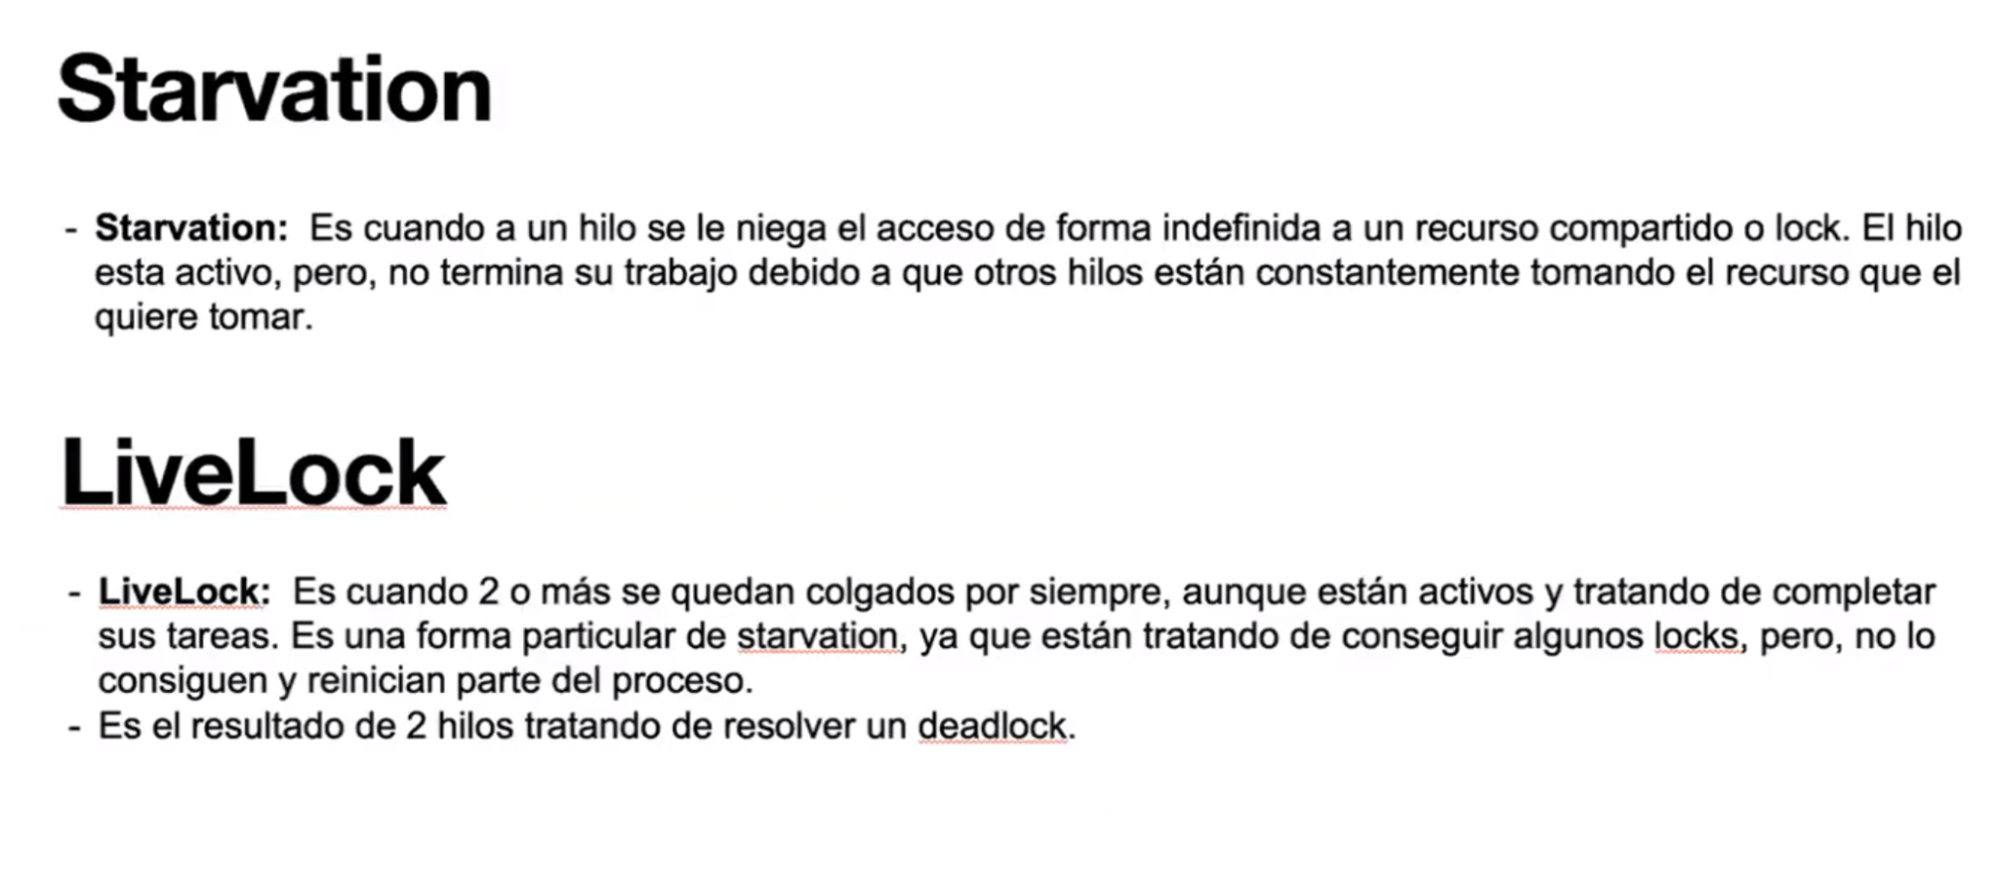 Starvation
- Starvation: Es cuando a un hilo se le niega el acceso de forma indefinida a un recurso compartido o lock. El hilo
esta activo, pero, no termina su trabajo debido a que otros hilos están constantemente tomando el recurso que el
quiere tomar.
LiveLock
- LiveLock: Es cuando 2 o más se quedan colgados por siempre, aunque están activos y tratando de completar
sus tareas. Es una forma particular de starvation, ya que están tratando de conseguir algunos locks, pero, no lo
consiguen y reinician parte del proceso.
- Es el resultado de 2 hilos tratando de resolver un deadlock.